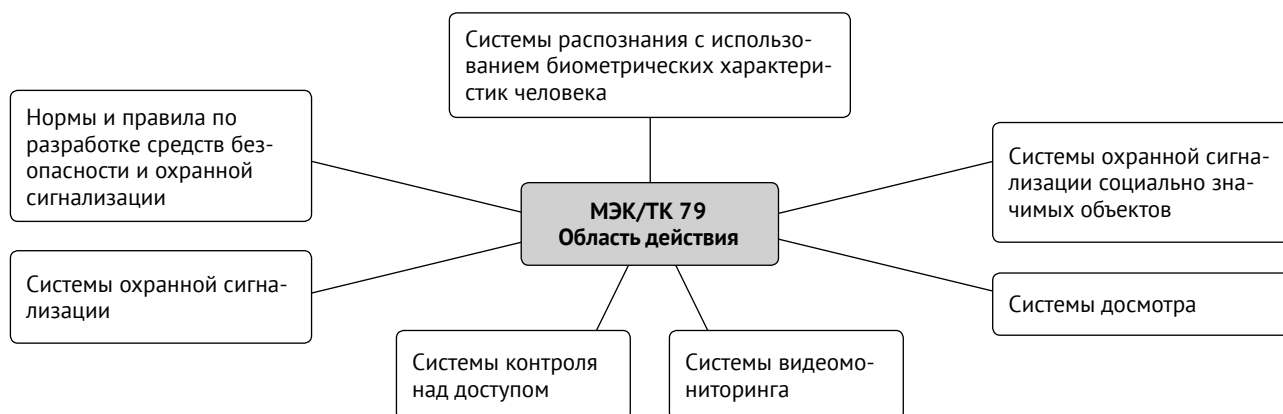 Системы распознания с использо-
ванием биометрических характери-
стик человека
Нормы и правила по
разработке средств без-
опасности и охранной
сигнализации
Системы охранной сигна-
лизации социально зна-
чимых объектов
МЭК/ТК 79
Область действия
Системы охранной сигна-
лизации
Системы досмотра
Системы контроля
над доступом
Системы видеомо-
ниторинга